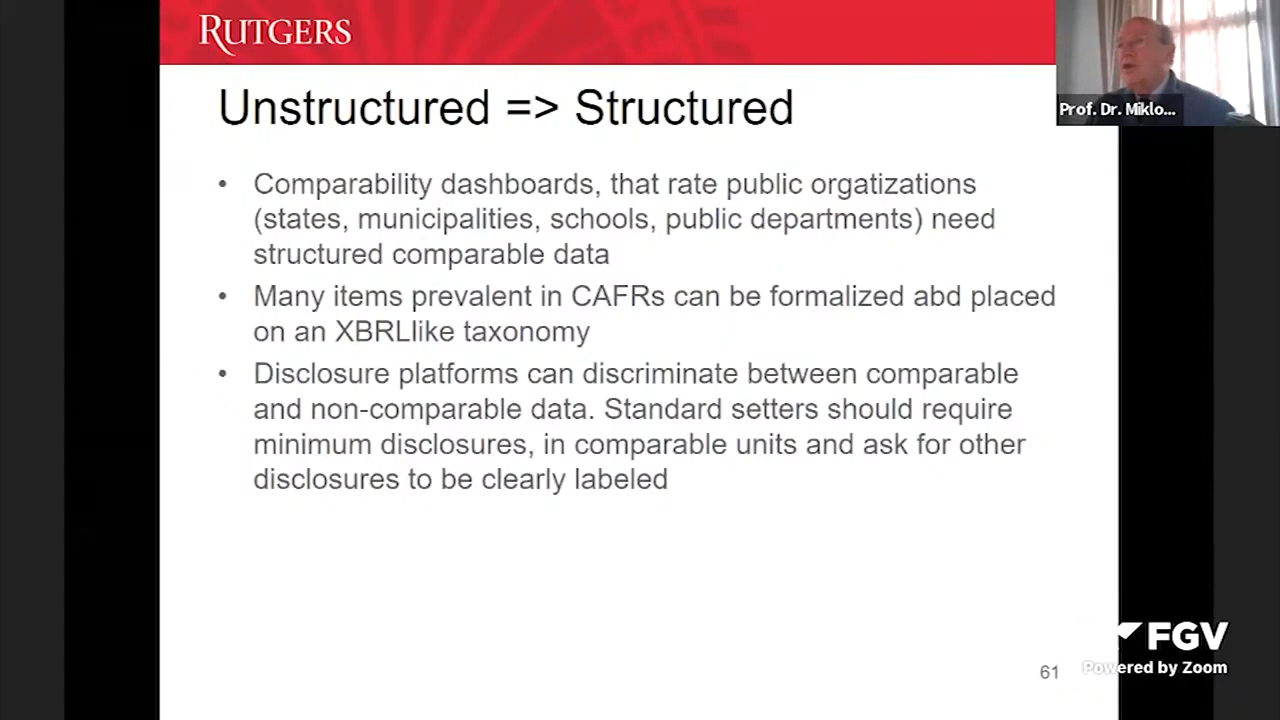 RUTGERS
Prof. Dr. Miklo...
Unstructured => Structured
• Comparability dashboards, that rate public orgatizations
(states, municipalities, schools, public departments) need
structured comparable data
• Many items prevalent in CAFRs can be formalized abd placed
on an XBRLlike taxonomy
• Disclosure platforms can discriminate between comparable
and non-comparable data. Standard setters should require
minimum disclosures, in comparable units and ask for other
disclosures to be clearly labeled
FGV
61
Powered by Zoom